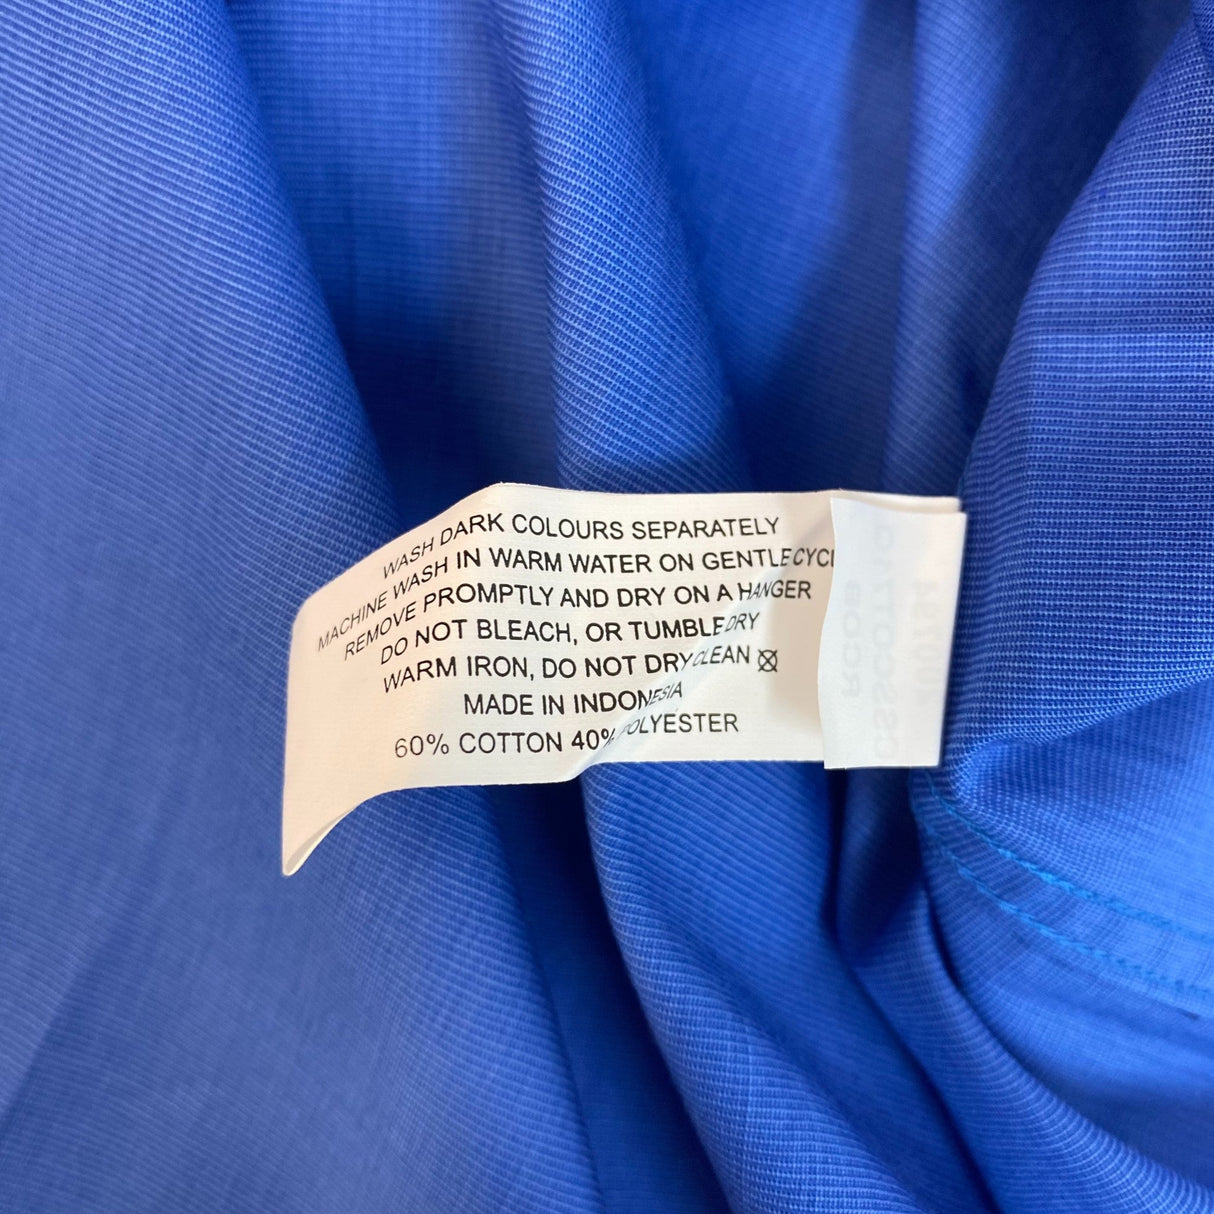 WASH DARK COLOURS SEPARATELY
MACHINE WASH IN WARM WATER ON GENTLE CYCL
REMOVE PROMPTLY AND DRY ON A HANGER
DO NOT BLEACH, OR TUMBLE DRY
WARM IRON, DO NOT DRY CLEAN
MADE IN INDONESIA
60% COTTON 40% POLYESTER